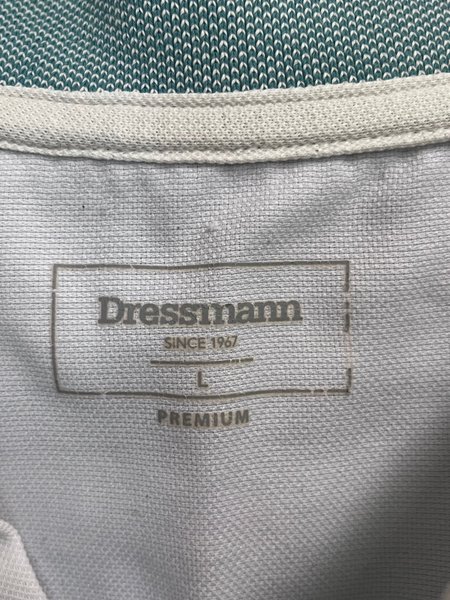 Dressmann
SINCE 1967
L
PREMIUM